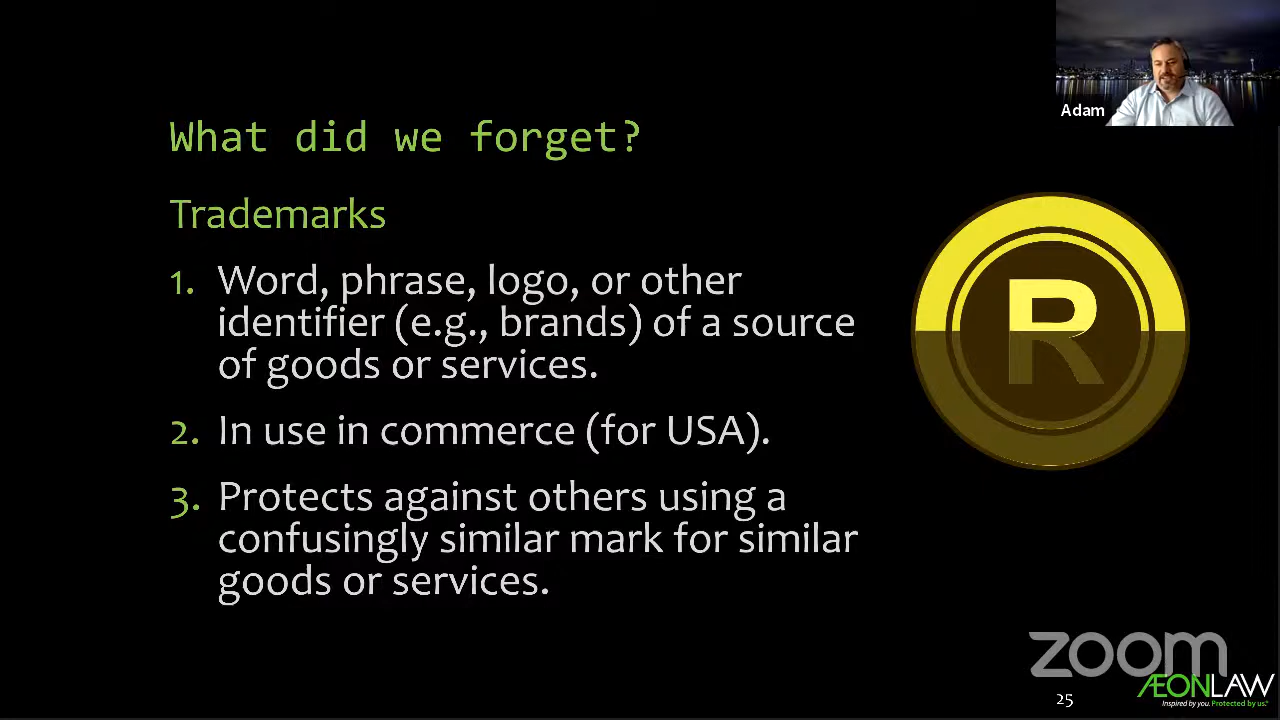 Adam
What did we forget?
Trademarks
1. Word, phrase, logo, or other
identifier (e.g., brands) of a source
of goods or services.
R
2. In use in commerce (for USA).
3. Protects against others using a
confusingly similar mark for similar
goods or services.
zoom
25
ÆONLAW
Inspired by you. Protected by us.®